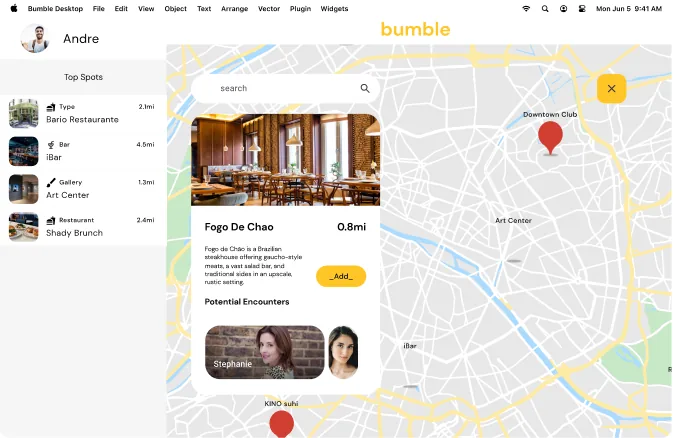 Bumble Desktop File Edit View Object Text Arrange Vector Plugin Widgets Mon Jun 5 9:41 AM
bumble
Andre
Top Spots
Type 2.1mi
Bario Restaurante
Bar 4.5mi
iBar
Gallery 1.3mi
Art Center
Restaurant 2.4mi
Shady Brunch
search
Fogo De Chao 0.8mi
Fogo de Chão is a Brazilian
steakhouse offering gaucho-style
meats, a vast salad bar, and
traditional sides in an upscale,
rustic setting.
_Add_
Potential Encounters
Stephanie
Downtown Club
Art Center
iBar
R
KINO suhi